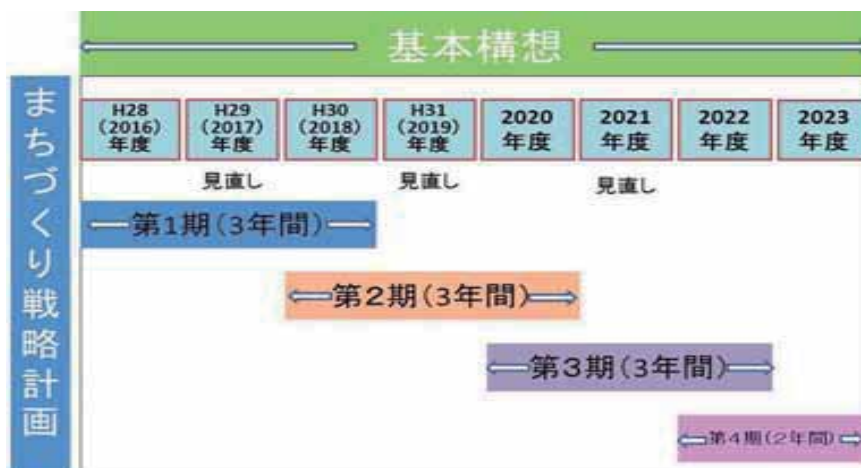 基本構想
まちづくり戦略計画
H28
(2016)
年度
H29
(2017)
年度
H30
(2018)
年度
H31
(2019)
年度
2020
年度
2021
年度
2022
年度
2023
年度
見直し
見直し
見直し
第1期(3年間)
第2期(3年間)
第3期(3年間)
第4期(2年間)